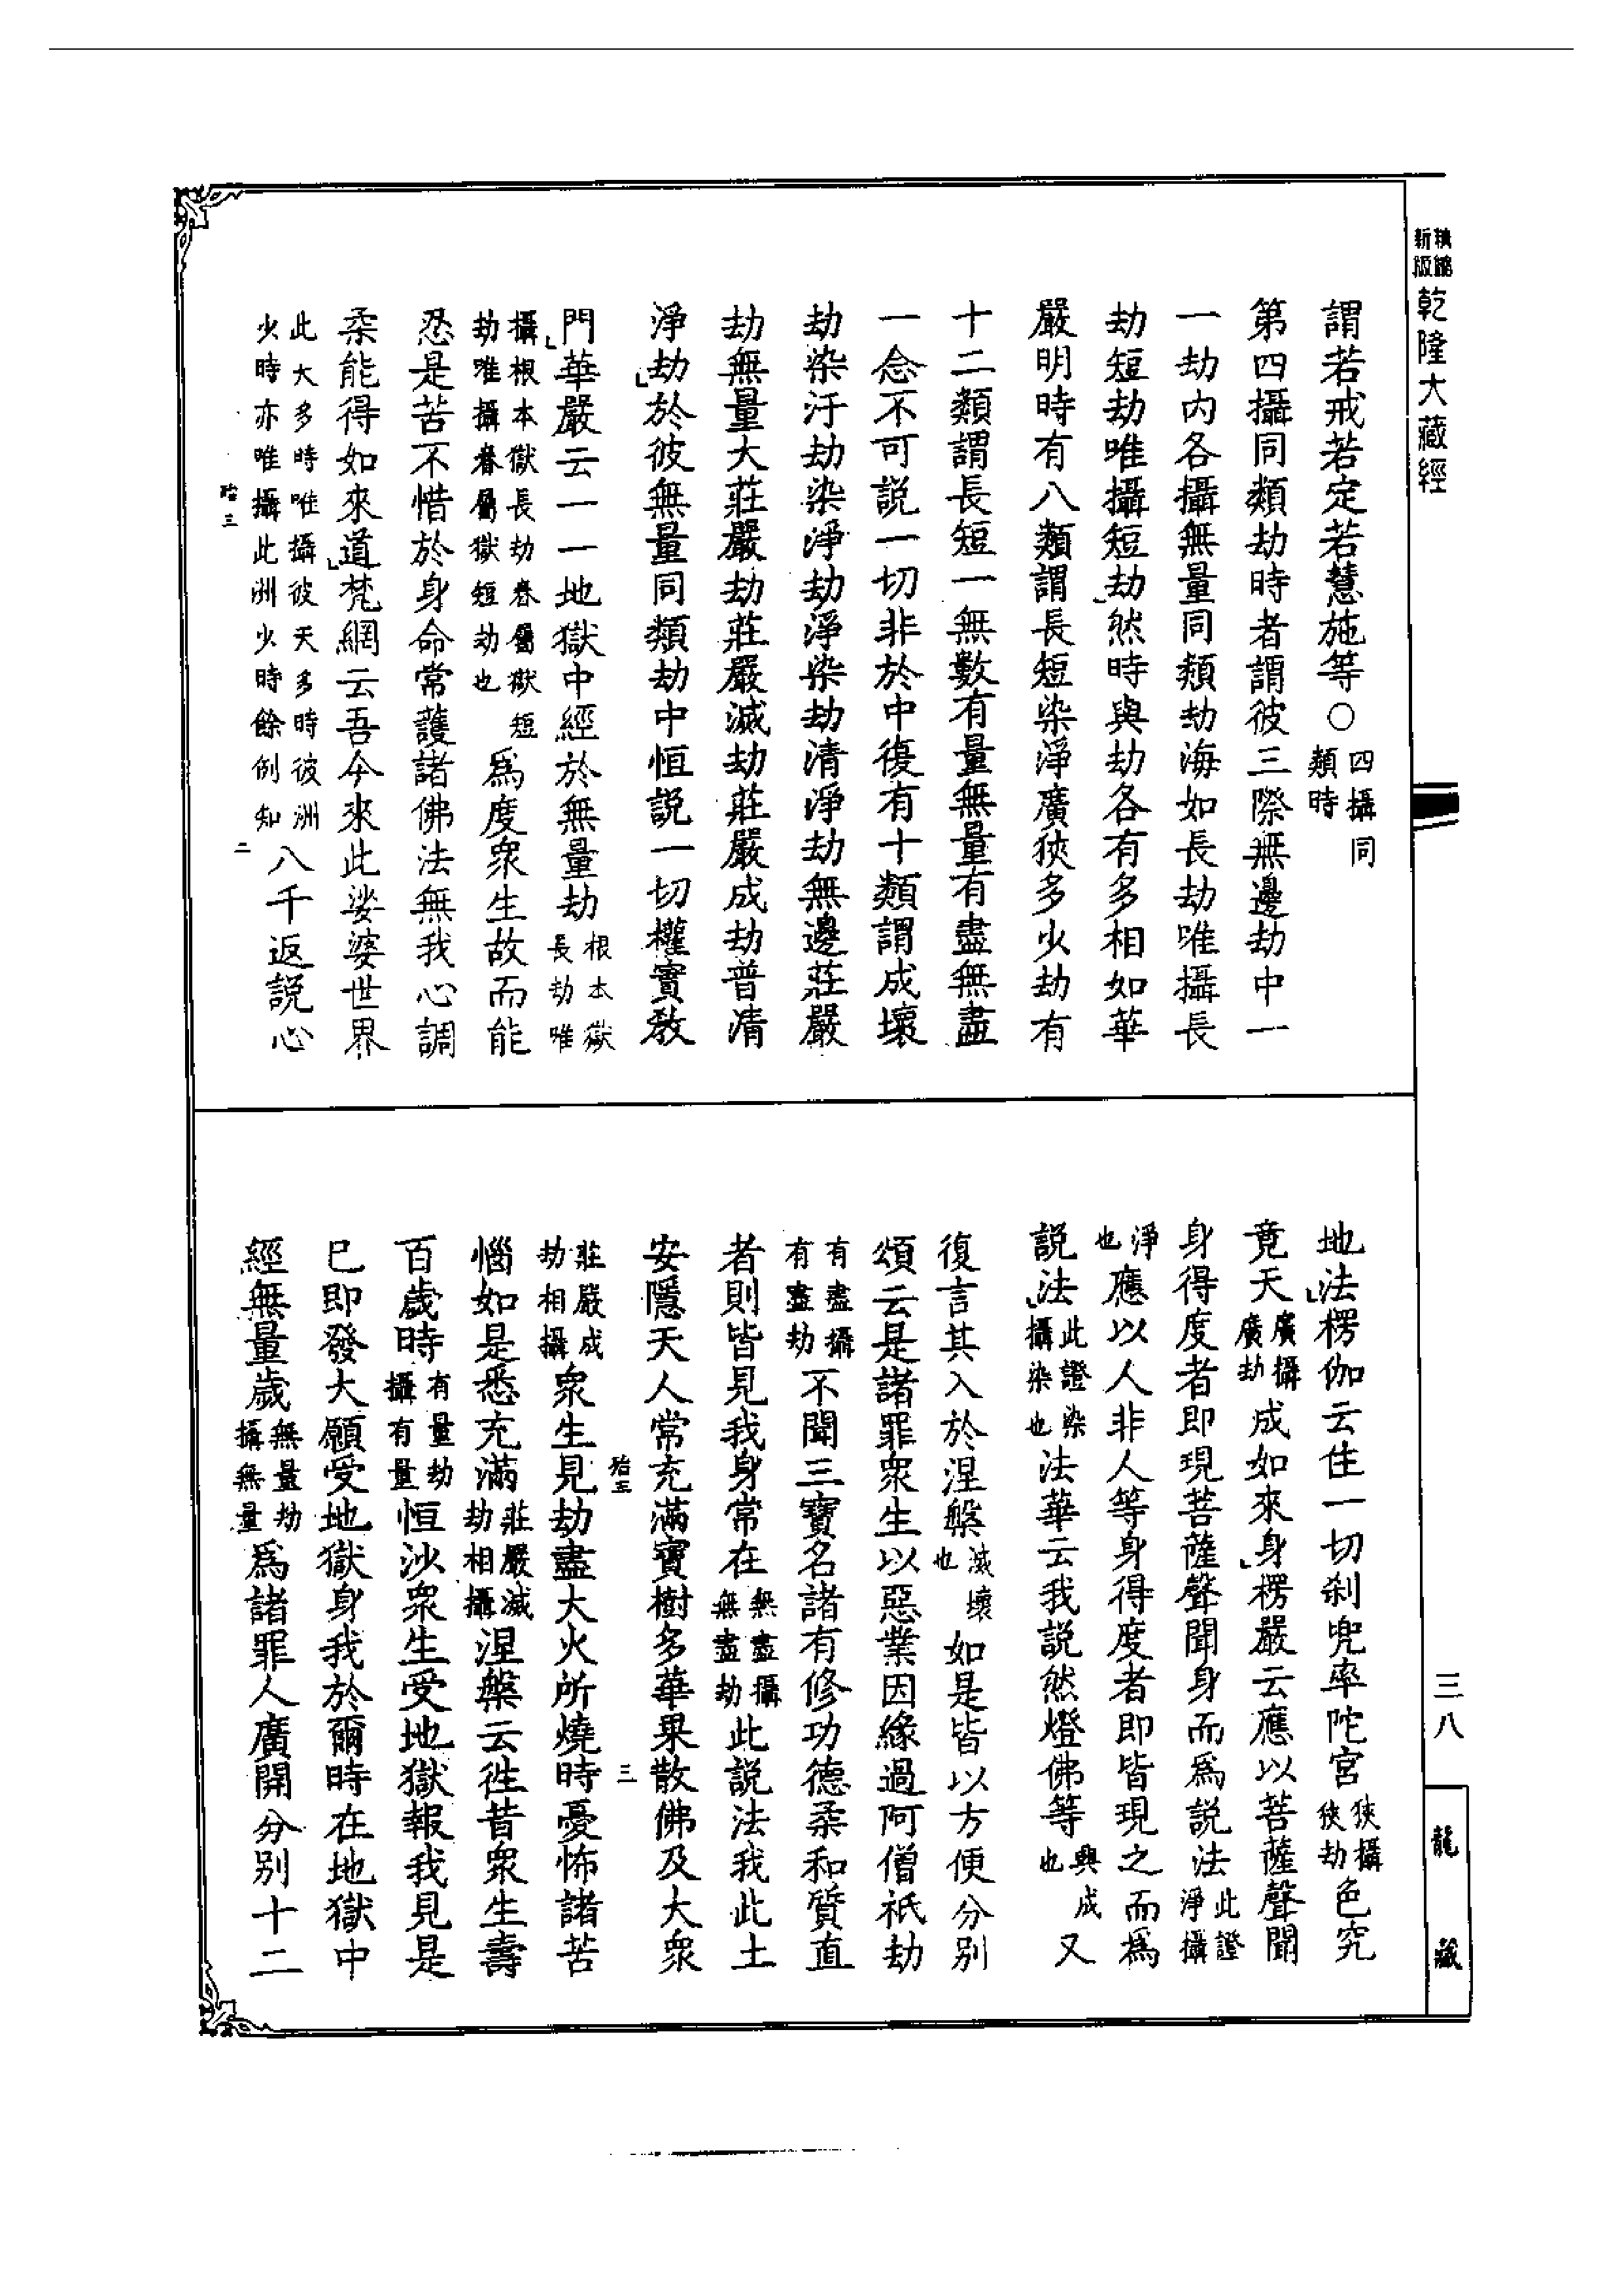 新版
乾隆大藏經
謂若戒若定若慧施等○四攝同類時
第四攝同類劫時者謂彼三際無邊劫中一
一劫内各攝無量同類劫海如長劫唯攝長
劫短劫唯攝短劫然時與劫各有多相如華
嚴明時有八類謂長短染淨廣狹多少劫有
十二類謂長短一無數有量無量有盡無盡
一念不可説一切非於中復有十類謂成壞
劫染汙劫染淨劫淨染劫清淨劫無邊莊嚴
劫無量大莊嚴劫莊嚴滅劫莊嚴成劫普清
淨劫於彼無量同類劫中恒説一切權實教
門華嚴云一一地獄中經於無量劫根本獄長劫唯
攝根本獄長劫眷屬獄短劫唯攝眷屬獄短劫也為度衆生故而能
忍是苦不惜於身命常護諸佛法無我心調
柔能得如來道梵網云吾今來此娑婆世界
此大多時唯攝彼天多時彼洲少時亦唯攝此洲少時餘例知八千返説心
殆三
二
地法楞伽云住一切刹兜率陀宮狹攝狹劫色究
竟天廣攝廣劫成如來身楞嚴云應以菩薩聲聞
身得度者即現菩薩聲聞身而為説法此證淨攝
淨也應以人非人等身得度者即皆現之而為
説法此證染攝染也法華云我説然燈佛等與成也又
復言其入於涅槃滅壞也如是皆以方便分别
頌云是諸罪衆生以惡業因緣過阿僧祇劫
有盡攝有盡劫不聞三寶名諸有修功德柔和質直
者則皆見我身常在無盡攝無盡劫此説法我此土
安隱天人常充滿寶樹多華果散佛及大衆
殆三
三
莊嚴成劫相攝衆生見劫盡大火所燒時憂怖諸苦
惱如是悉充滿莊嚴滅劫相攝涅槃云徃昔衆生壽
百歲時有量劫攝有量恒沙衆生受地獄報我見是
已即發大願受地獄身我於爾時在地獄中
經無量歲無量劫攝無量為諸罪人廣開分别十二
三八
龍藏